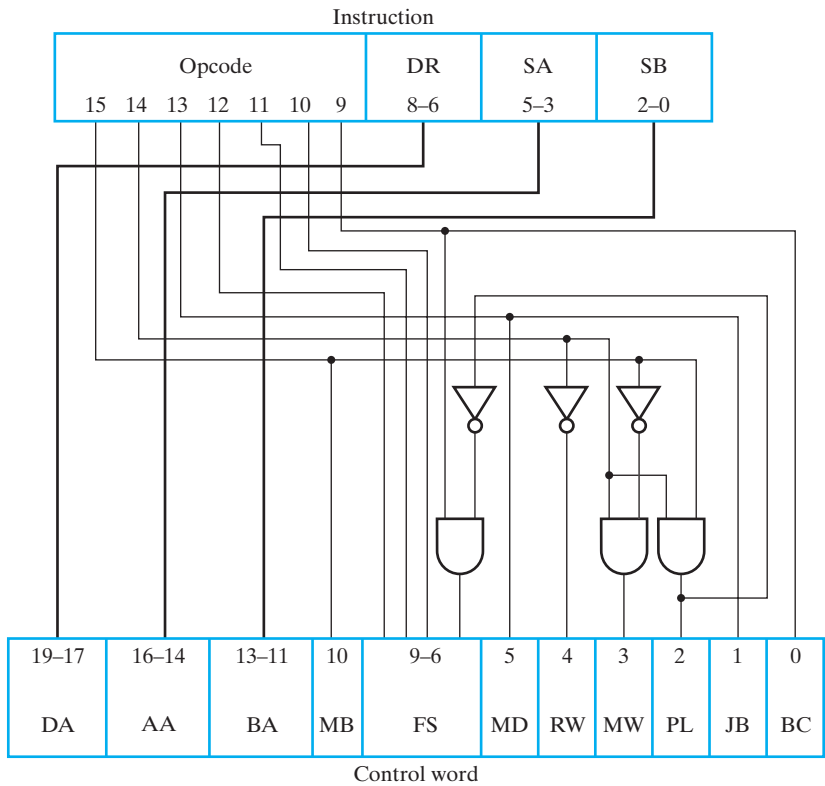 Instruction
Opcode DR SA SB
15 14 13 12 11 10 9 8–6 5–3 2–0
19–17 16–14 13–11 10 9–6 5 4 3 2 1 0
DA AA BA MB FS MD RW MW PL JB BC
Control word